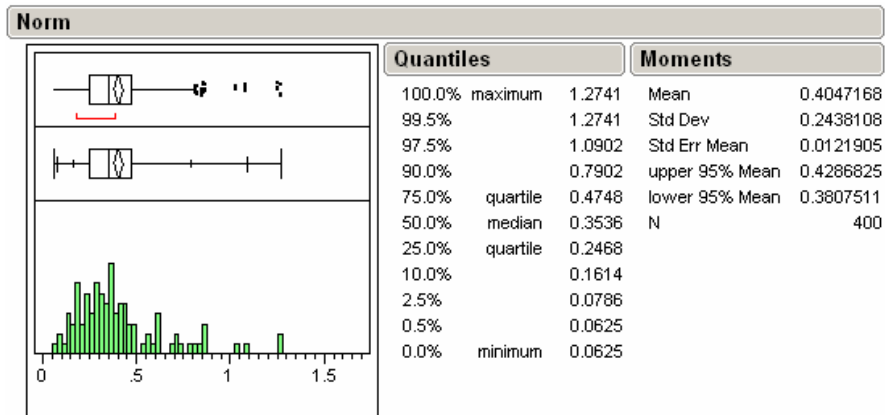 Norm
0 .5 1 1.5
Quantiles
100.0% maximum 1.2741
99.5% 1.2741
97.5% 1.0902
90.0% 0.7902
75.0% quartile 0.4748
50.0% median 0.3536
25.0% quartile 0.2468
10.0% 0.1614
2.5% 0.0786
0.5% 0.0625
0.0% minimum 0.0625
Moments
Mean 0.4047168
Std Dev 0.2438108
Std Err Mean 0.0121905
upper 95% Mean 0.4286825
lower 95% Mean 0.3807511
N 400